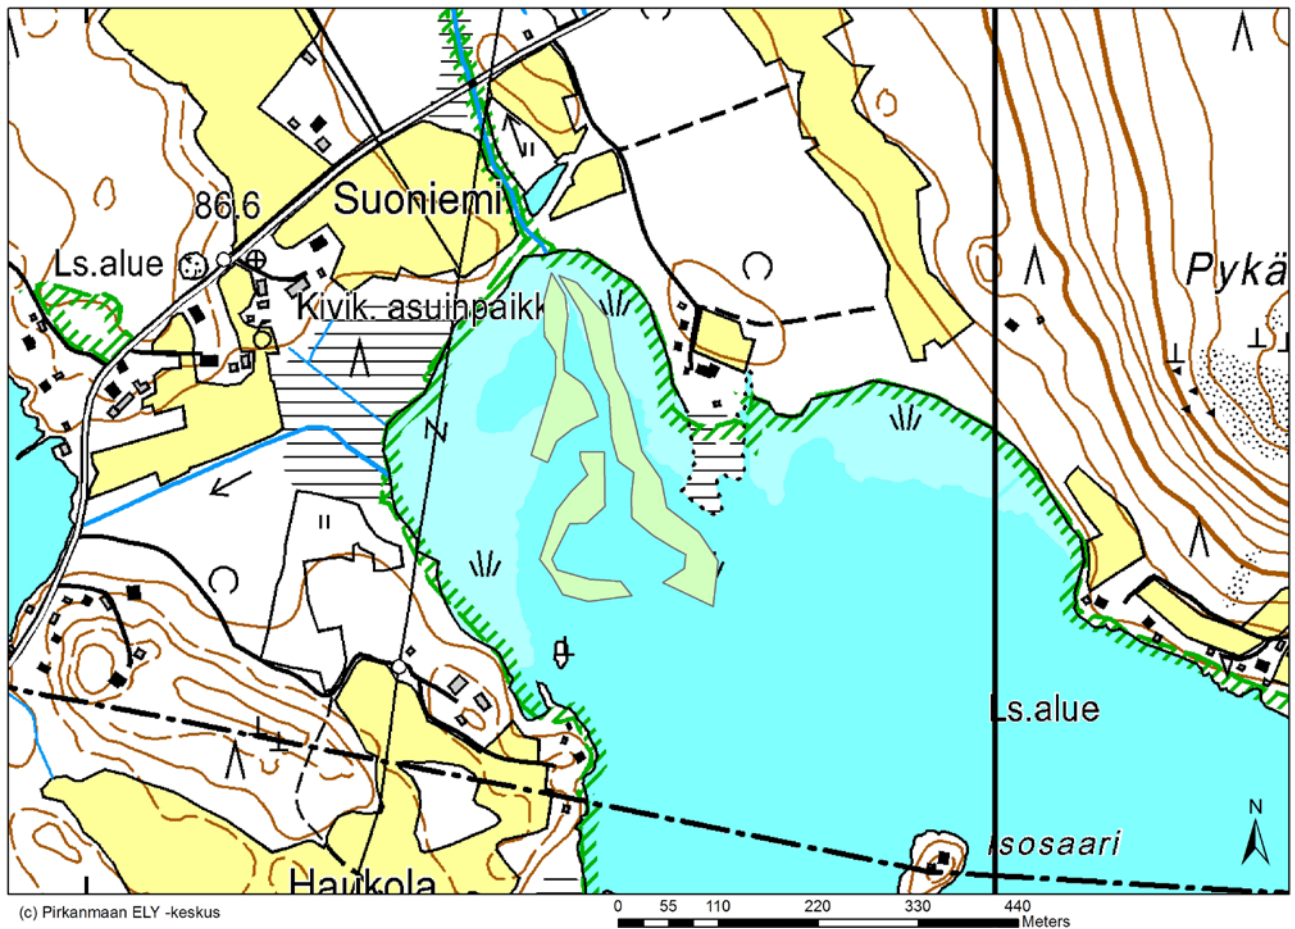 Suoniemi
86.6
Ls.alue
Pykä
Kivik. asuinpaikk
Ls.alue
N
Isosaari
Haukola
(c) Pirkanmaan ELY -keskus
0 55 110 220 330 440
Meters